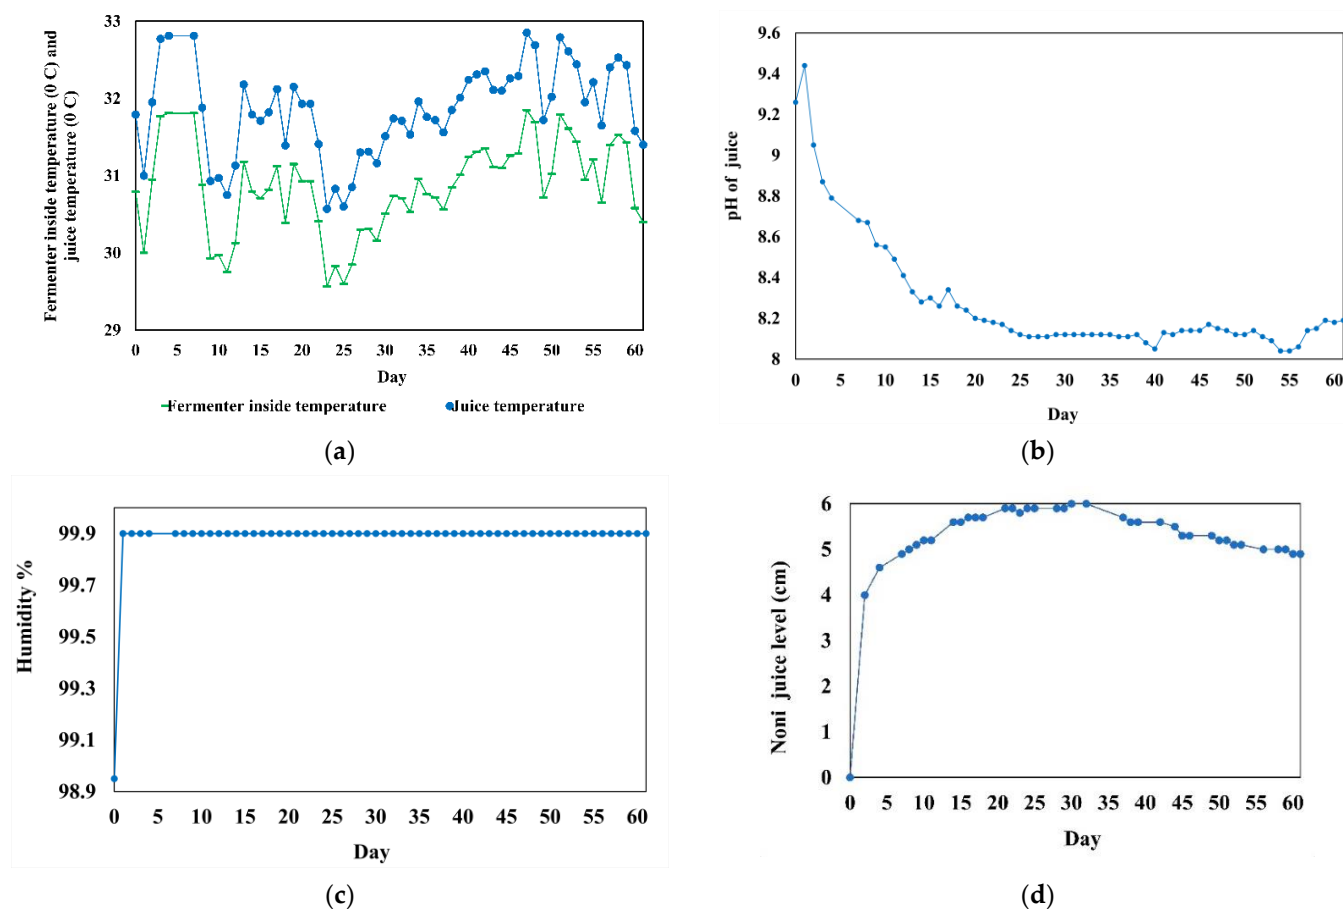 Fermenter inside temperature (0 C) and
juice temperature (0 C)
33
32
31
30
29
0 5 10 15 20 25 30 35 40 45 50 55 60
Day
Fermenter inside temperature Juice temperature
(a)
pH of juice
9.6
9.4
9.2
9
8.8
8.6
8.4
8.2
8
0 5 10 15 20 25 30 35 40 45 50 55 60
Day
(b)
Humidity %
99.9
99.7
99.5
99.3
99.1
98.9
0 5 10 15 20 25 30 35 40 45 50 55 60
Day
(c)
Noni juice level (cm)
6
5
4
3
2
1
0
0 5 10 15 20 25 30 35 40 45 50 55 60
Day
(d)